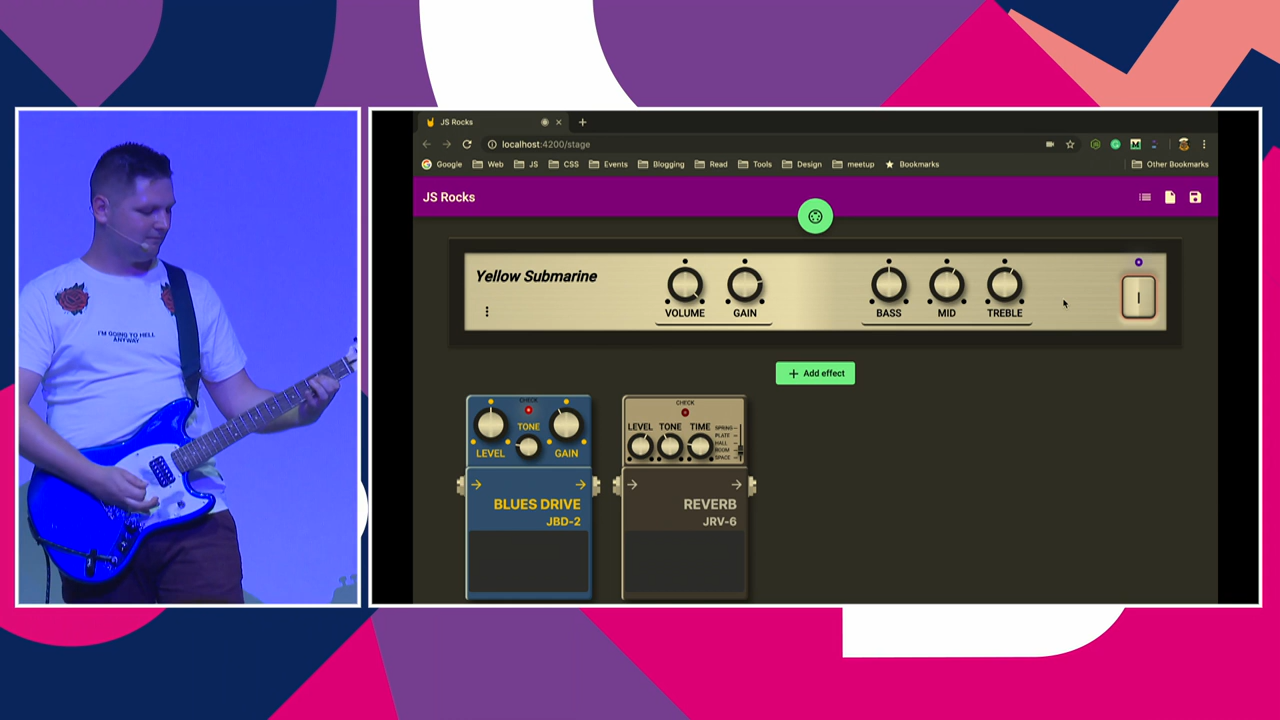 JS Rocks
localhost:4200/stage
Google Web JS CSS Events Blogging Read Tools Design meetup Bookmarks Other Bookmarks
JS Rocks
Yellow Submarine
VOLUME GAIN BASS MID TREBLE
I
Add effect
CHECK
TONE
LEVEL GAIN
BLUES DRIVE
JBD-2
CHECK
LEVEL TONE TIME
SPRING
PLATE
HALL
ROOM
SPACE
REVERB
JRV-6
I'M GOING TO HELL
ANYWAY